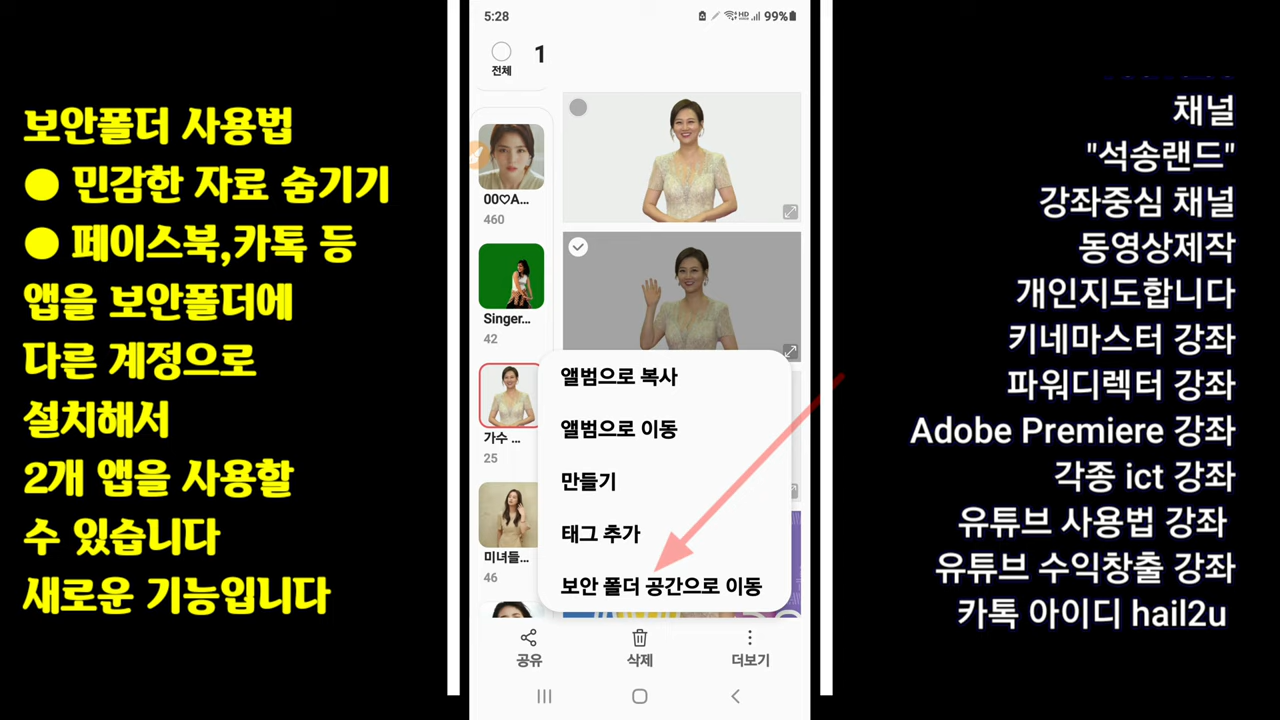 보안폴더 사용법
● 민감한 자료 숨기기
● 페이스북,카톡 등
앱을 보안폴더에
다른 계정으로
설치해서
2개 앱을 사용할
수 있습니다
새로운 기능입니다
5:28
HD
99%
전체
1
00♡A...
460
Singer...
42
가수 ...
25
미녀들...
46
앨범으로 복사
앨범으로 이동
만들기
태그 추가
보안 폴더 공간으로 이동
공유
삭제
더보기
채널
"석송랜드"
강좌중심 채널
동영상제작
개인지도합니다
키네마스터 강좌
파워디렉터 강좌
Adobe Premiere 강좌
각종 ict 강좌
유튜브 사용법 강좌
유튜브 수익창출 강좌
카톡 아이디 hail2u